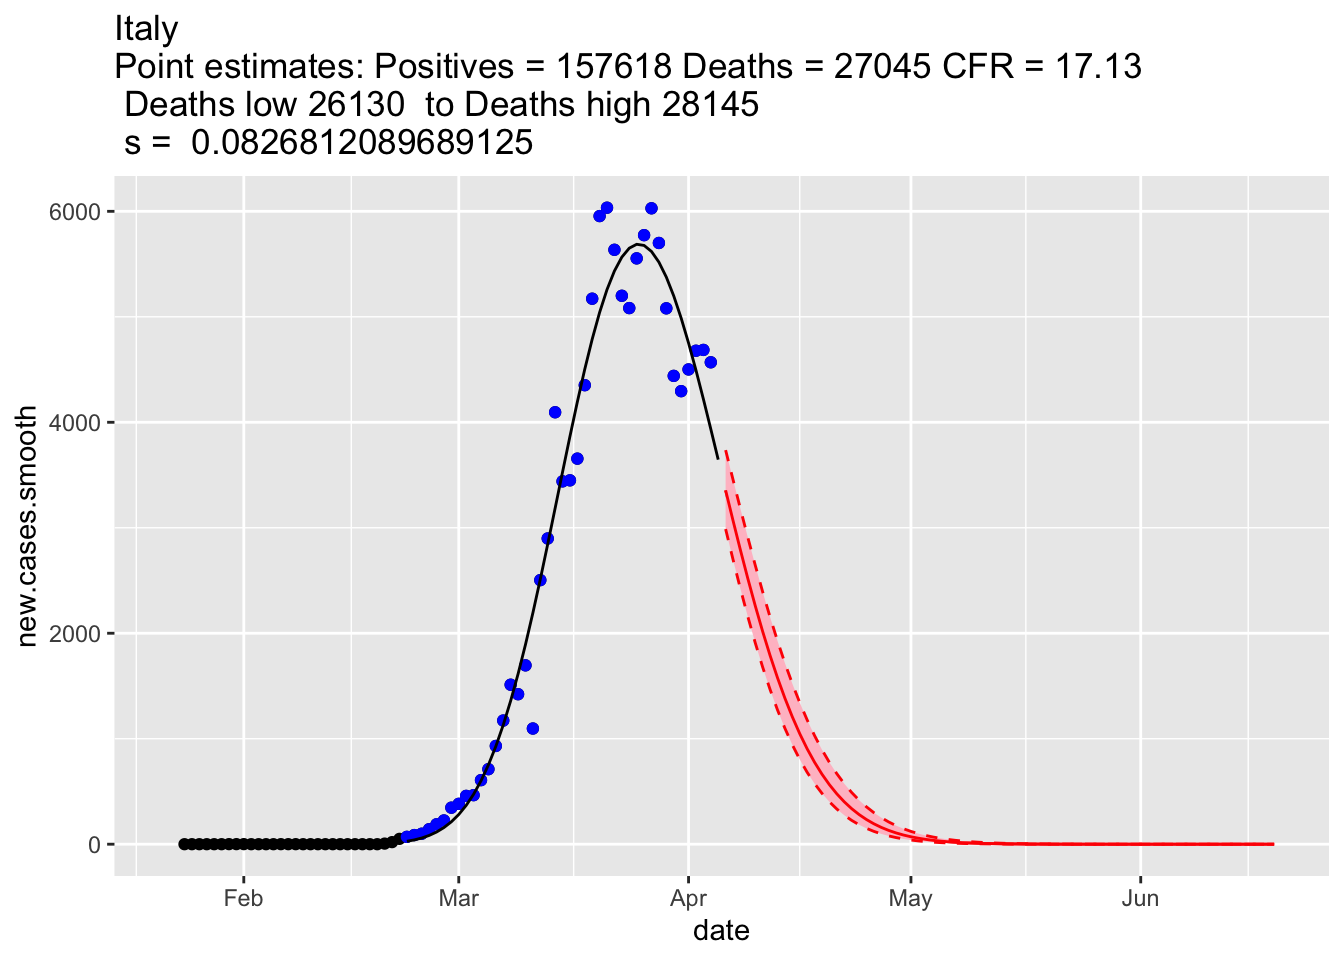 Italy
Point estimates: Positives = 157618 Deaths = 27045 CFR = 17.13
Deaths low 26130  to Deaths high 28145
s =  0.0826812089689125
6000
4000
2000
0
new.cases.smooth
Feb Mar Apr May Jun
date